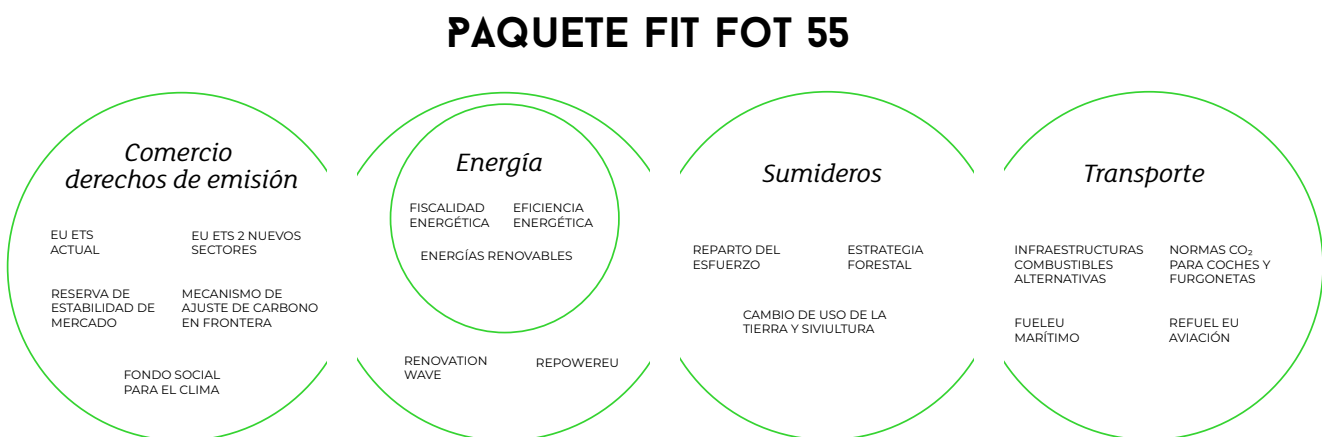 PAQUETE FIT FOT 55
Comercio
derechos de emisión
EU ETS
ACTUAL
EU ETS 2 NUEVOS
SECTORES
RESERVA DE
ESTABILIDAD DE
MERCADO
MECANISMO DE
AJUSTE DE CARBONO
EN FRONTERA
FONDO SOCIAL
PARA EL CLIMA
Energía
FISCALIDAD
ENERGÉTICA
EFICIENCIA
ENERGÉTICA
ENERGÍAS RENOVABLES
RENOVATION
WAVE
REPOWEREU
Sumideros
REPARTO DEL
ESFUERZO
ESTRATEGIA
FORESTAL
CAMBIO DE USO DE LA
TIERRA Y SIVIULTURA
Transporte
INFRAESTRUCTURAS
COMBUSTIBLES
ALTERNATIVAS
NORMAS CO₂
PARA COCHES Y
FURGONETAS
FUELEU
MARÍTIMO
REFUEL EU
AVIACIÓN